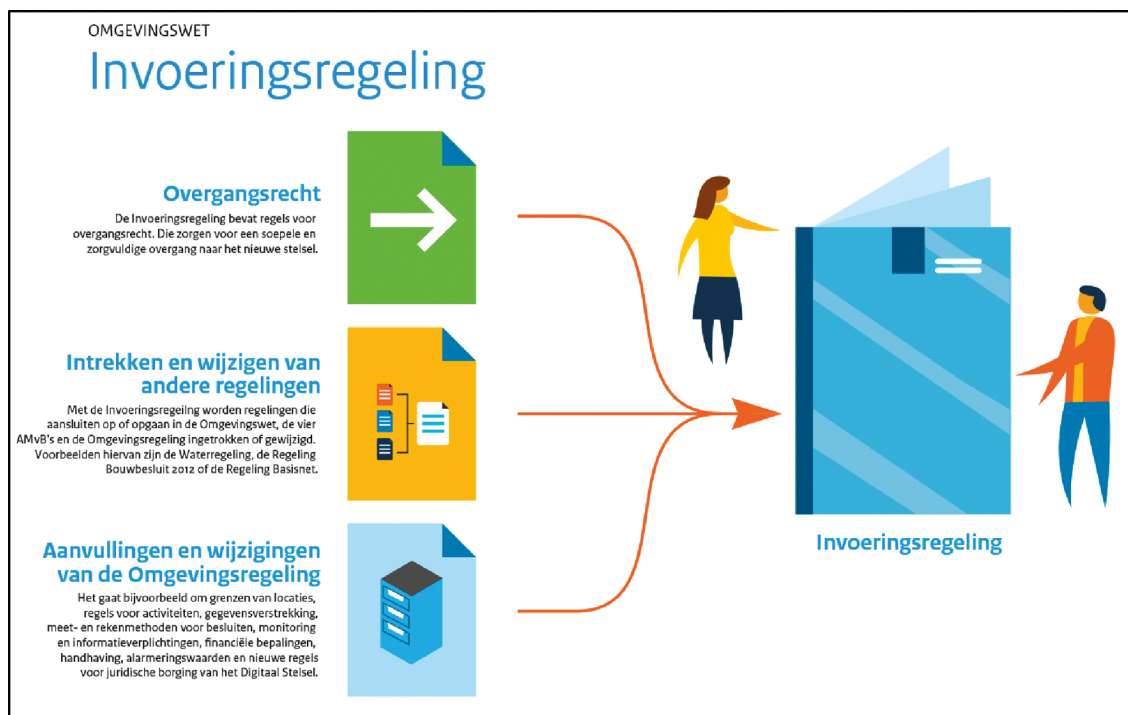 OMGEVINGSWET
Invoeringsregeling
Overgangsrecht
De Invoeringsregeling bevat regels voor
overgangsrecht. Die zorgen voor een soepele en
zorgvuldige overgang naar het nieuwe stelsel.
Intrekken en wijzigen van
andere regelingen
Met de Invoeringsregeilng worden regelingen die
aansluiten op of opgaan in de Omgevingswet, de vier
AMvB's en de Omgevingsregeling ingetrokken of gewijzigd.
Voorbeelden hiervan zijn de Waterregeling, de Regeling
Bouwbesluit 2012 of de Regeling Basisnet.
Aanvullingen en wijzigingen
van de Omgevingsregeling
Het gaat bijvoorbeeld om grenzen van locaties,
regels voor activiteiten, gegevensverstrekking,
meet- en rekenmethoden voor besluiten, monitoring
en informatieverplichtingen, financiële bepalingen,
handhaving, alarmeringswaarden en nieuwe regels
voor juridische borging van het Digitaal Stelsel.
Invoeringsregeling